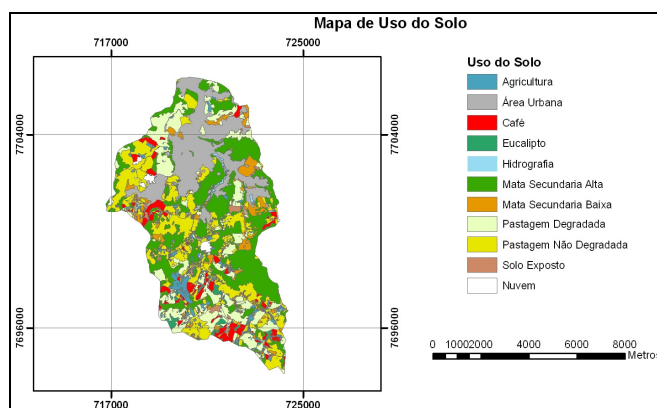 Mapa de Uso do Solo
717000
725000
7704000
7704000
7696000
7696000
717000
725000
Uso do Solo
Agricultura
Área Urbana
Café
Eucalipto
Hidrografia
Mata Secundaria Alta
Mata Secundaria Baixa
Pastagem Degradada
Pastagem Não Degradada
Solo Exposto
Nuvem
0 10002000 4000 6000 8000
Metros